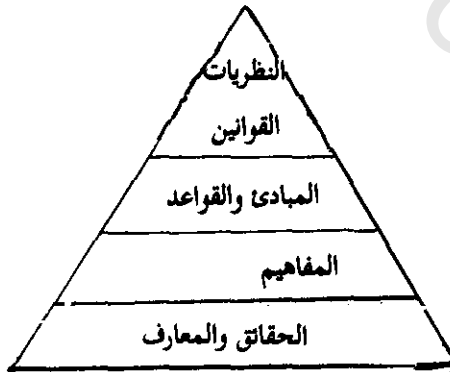 النظريات
القوانين
المبادئ والقواعد
المفاهيم
الحقائق والمعارف